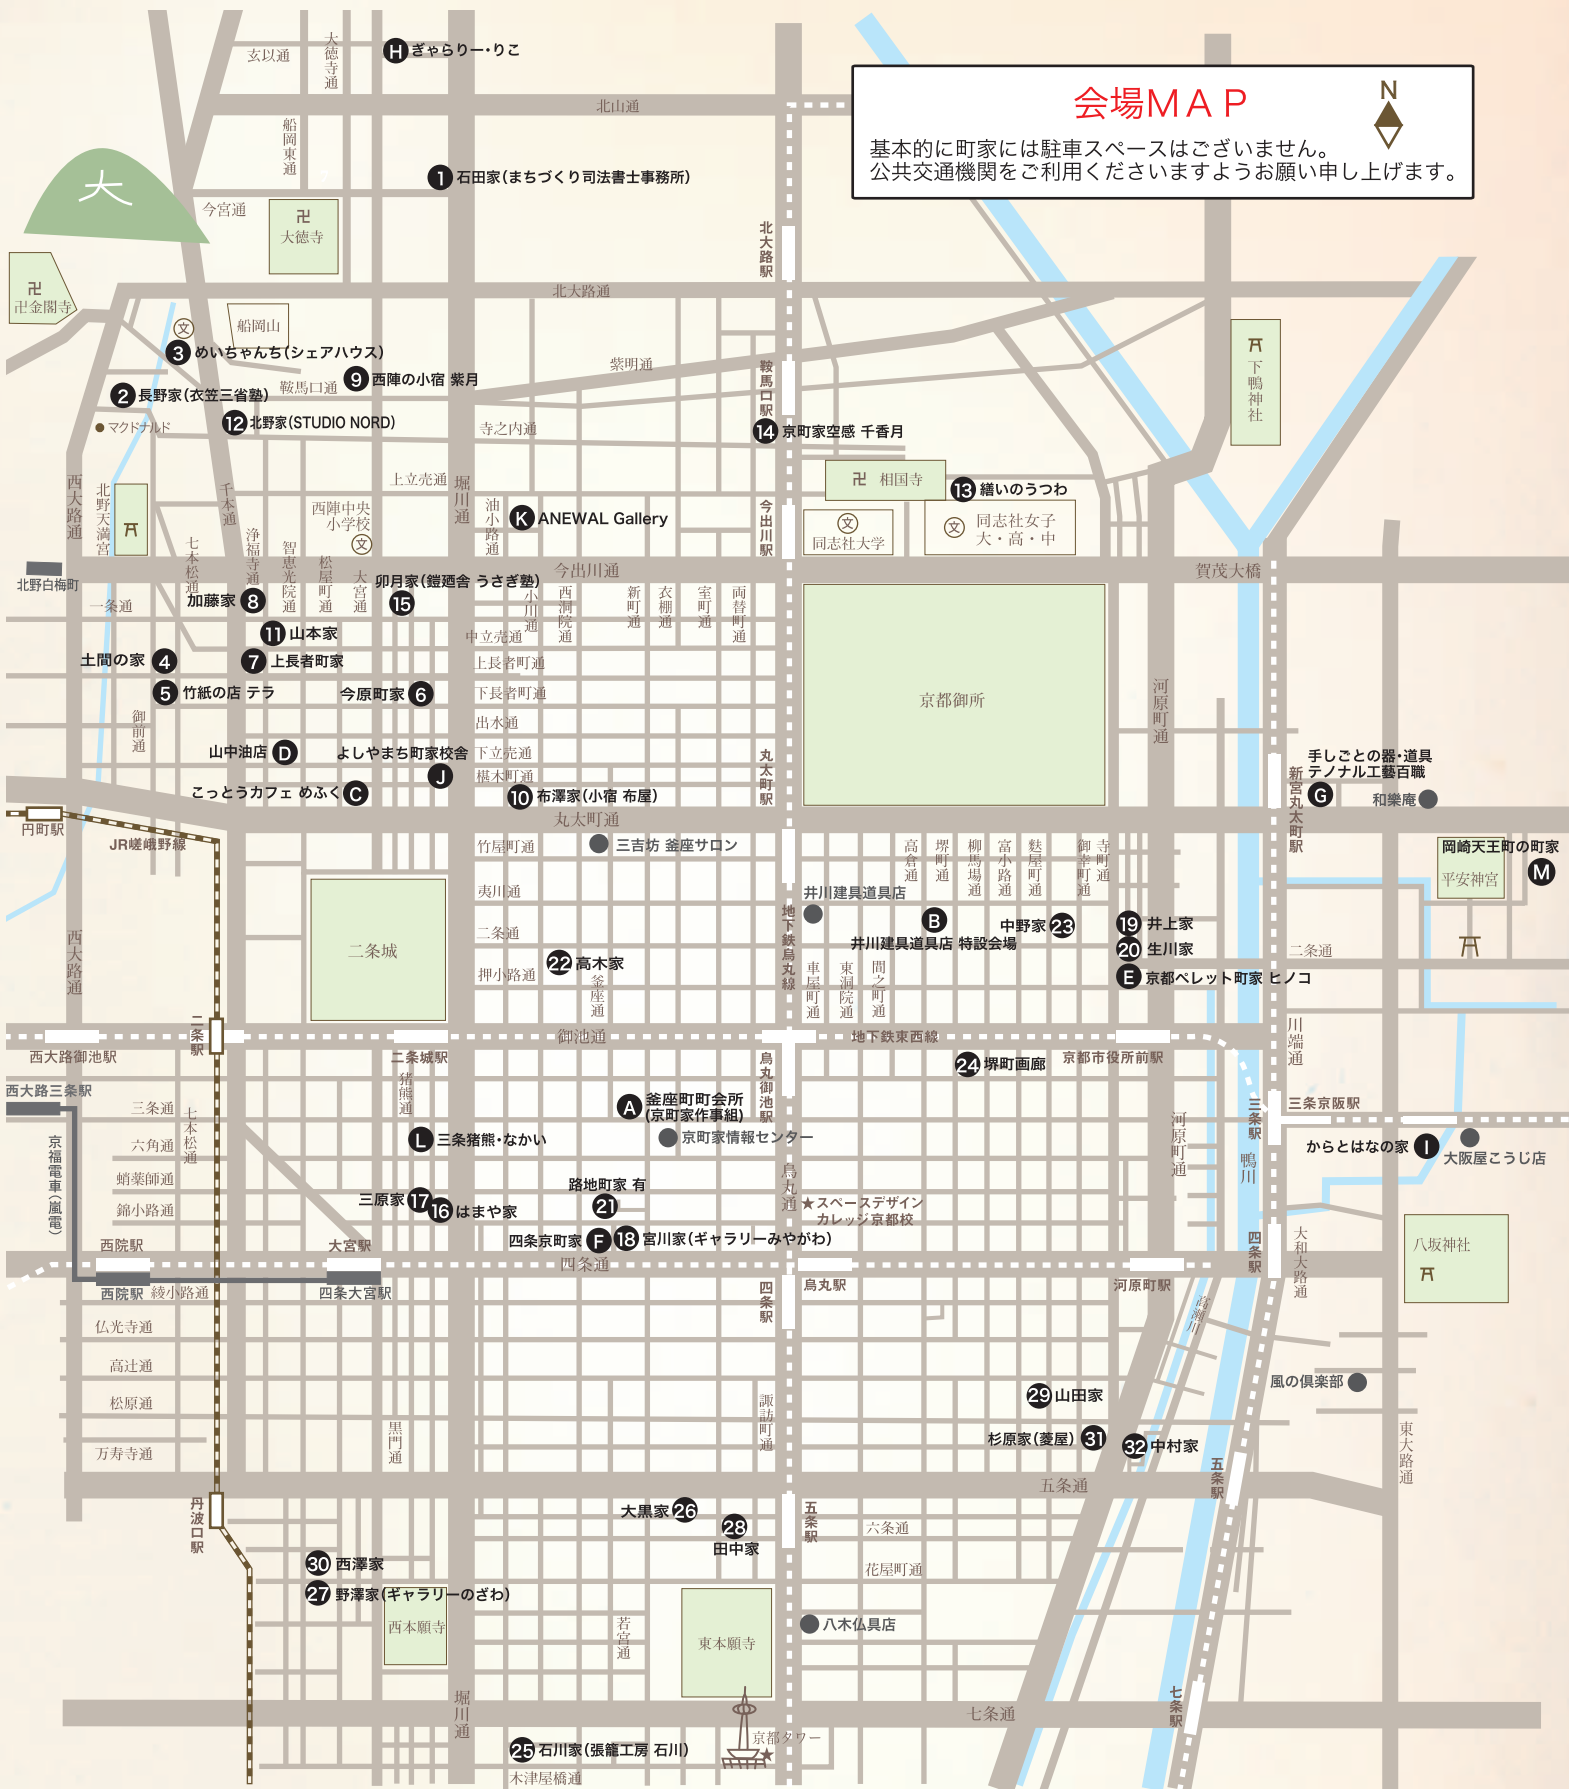 会場MAP
N
基本的に町家には駐車スペースはございません。
公共交通機関をご利用くださいますようお願い申し上げます。
玄以通
大徳寺通
H ぎゃらりー・りこ
北山通
船岡東通
1 石田家(まちづくり司法書士事務所)
大
今宮通
卍
大徳寺
北大路駅
卍
卍金閣寺
北大路通
文
船岡山
3 めいちゃんち(シェアハウス)
紫明通
鞍馬口駅
下鴨神社
9 西陣の小宿 紫月
鞍馬口通
2 長野家(衣笠三省塾)
12 北野家(STUDIO NORD)
マクドナルド
寺之内通
14 京町家空感 千香月
上立売通
卍 相国寺
13 繕いのうつわ
西大路通
北野天満宮
千本通
堀川通
西陣中央
小学校
文
油小路通
K ANEWAL Gallery
今出川駅
文
同志社大学
文
同志社女子
大・高・中
七本松通
浄福寺通
智恵光院通
松屋町通
大宮通
今出川通
賀茂大橋
北野白梅町
卯月家(鎧廼舎 うさぎ塾)
15
一条通
加藤家 8
小川通
西洞院通
新町通
衣棚通
室町通
両替町通
11 山本家
中立売通
土間の家 4
7 上長者町家
上長者町通
5 竹紙の店 テラ
今原町家 6
下長者町通
京都御所
河原町通
御前通
出水通
山中油店 D
よしやまち町家校舎
J
下立売通
椹木町通
丸太町駅
手しごとの器・道具
テノナル工藝百職
G
新宮丸太町駅
和樂庵
こっとうカフェ めふく C
10 布澤家(小宿 布屋)
丸太町通
円町駅
JR嵯峨野線
竹屋町通
三吉坊 釜座サロン
高倉通
堺町通
柳馬場通
富小路通
麩屋町通
御幸町通
寺町通
岡崎天王町の町家
M
平安神宮
夷川通
井川建具道具店
地下鉄烏丸線
B
井川建具道具店 特設会場
中野家 23
19 井上家
20 生川家
E 京都ペレット町家 ヒノコ
西大路通
二条城
二条通
二条通
22 高木家
押小路通
釜座通
車屋町通
東洞院通
間之町通
二条駅
御池通
地下鉄東西線
川端通
西大路御池駅
二条城駅
烏丸御池駅
24 堺町画廊
京都市役所前駅
西大路三条駅
猪熊通
三条通
七本松通
A 釜座町町会所
(京町家作事組)
京町家情報センター
三条駅
三条京阪駅
河原町通
京福電車(嵐電)
六角通
L 三条猪熊・なかい
からとはなの家 I
大阪屋こうじ店
鴨川
蛸薬師通
烏丸通
路地町家 有
21
三原家 17
16 はまや家
★スペースデザイン
カレッジ京都校
錦小路通
四条京町家 F
18 宮川家(ギャラリーみやがわ)
大和大路通
八坂神社
西院駅
大宮駅
四条通
四条駅
西院駅
綾小路通
四条大宮駅
四条駅
烏丸駅
河原町駅
高瀬川
仏光寺通
高辻通
風の倶楽部
松原通
諏訪町通
29 山田家
黒門通
東大路通
万寿寺通
杉原家(菱屋) 31
32 中村家
五条駅
五条通
丹波口駅
大黒家 26
28
田中家
五条駅
六条通
30 西澤家
花屋町通
27 野澤家(ギャラリーのざわ)
西本願寺
若宮通
東本願寺
八木仏具店
堀川通
七条駅
七条通
京都タワー
★
25 石川家(張籠工房 石川)
木津屋橋通